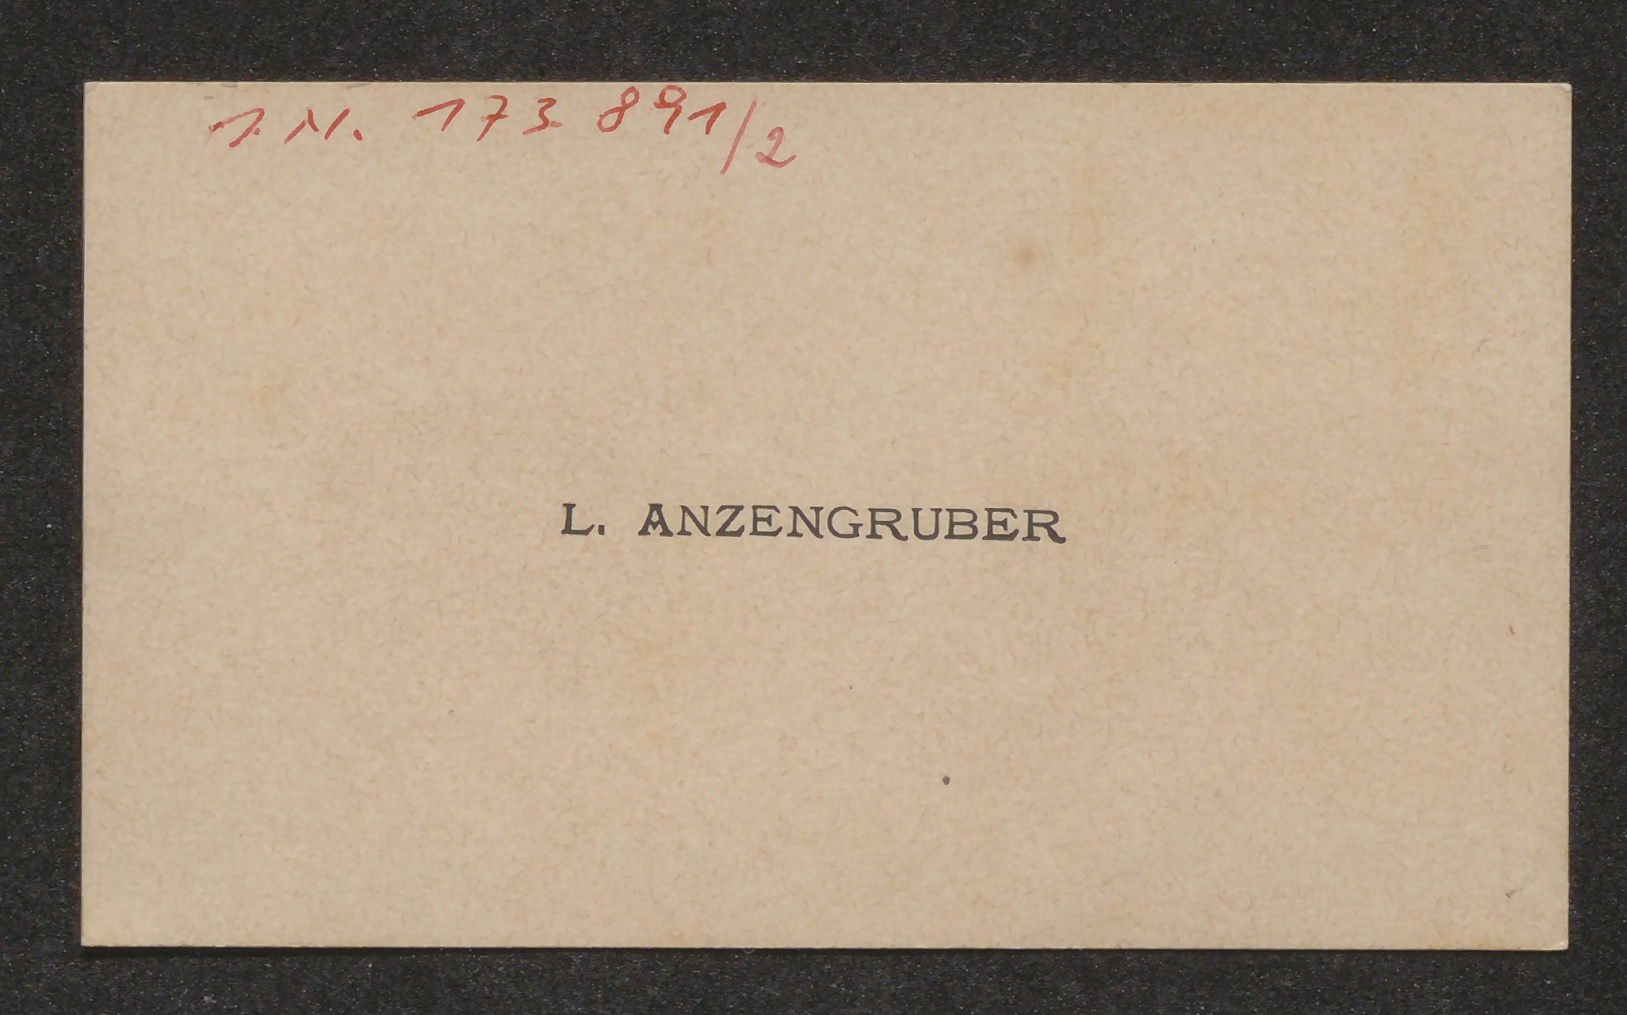 I. N. 173 891/2
L. ANZENGRUBER